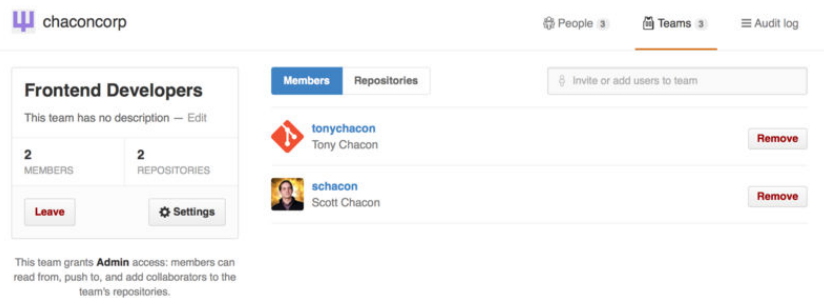 chaconcorp
People 3
Teams 3
Audit log
Frontend Developers
This team has no description — Edit
2
MEMBERS
2
REPOSITORIES
Leave
Settings
This team grants Admin access: members can
read from, push to, and add collaborators to the
team's repositories.
Members
Repositories
Invite or add users to team
tonychacon
Tony Chacon
Remove
schacon
Scott Chacon
Remove